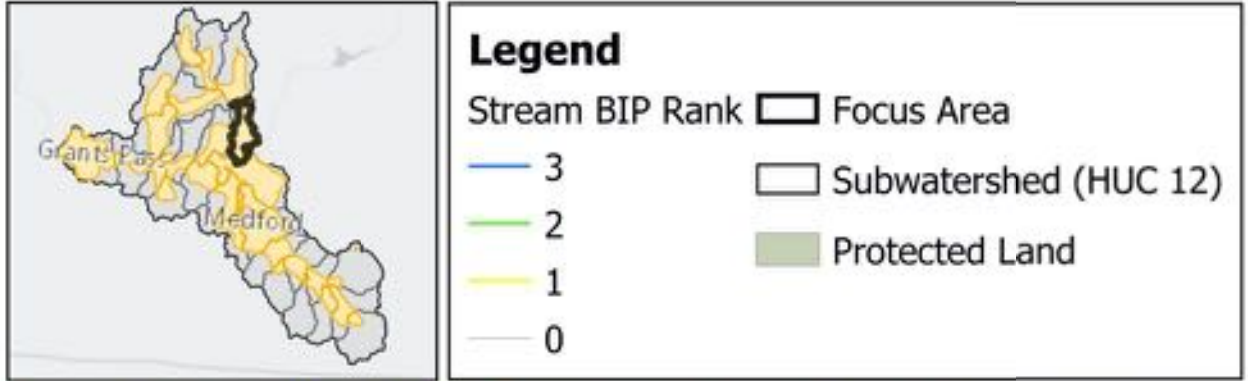 Grants Pass
Medford
Legend
Stream BIP Rank
3
2
1
0
Focus Area
Subwatershed (HUC 12)
Protected Land